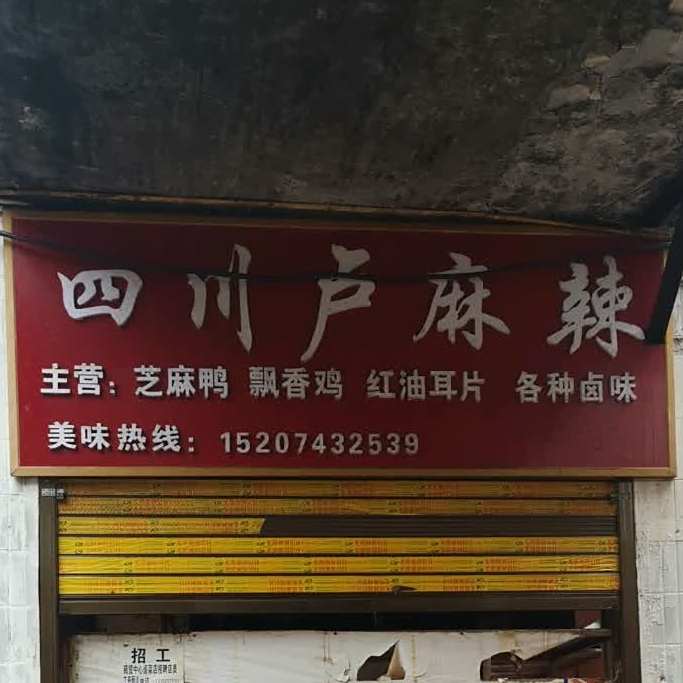 四川卢麻辣
主营：芝麻鸭 飘香鸡 红油耳片 各种卤味
美味热线：15207432539
招工